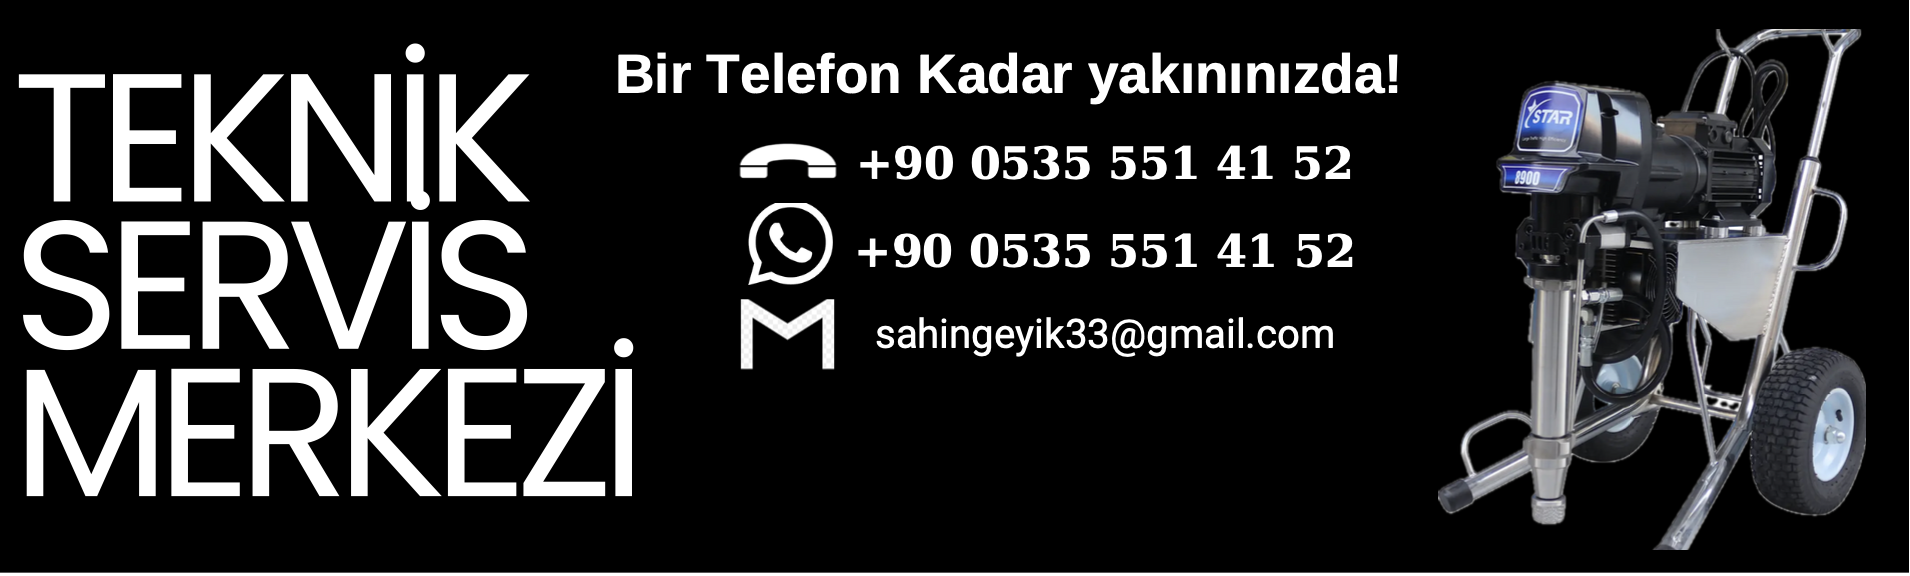 TEKNİK
SERVİS
MERKEZİ
Bir Telefon Kadar yakınınızda!
+90 0535 551 41 52
+90 0535 551 41 52
sahingeyik33@gmail.com
STAR
8900